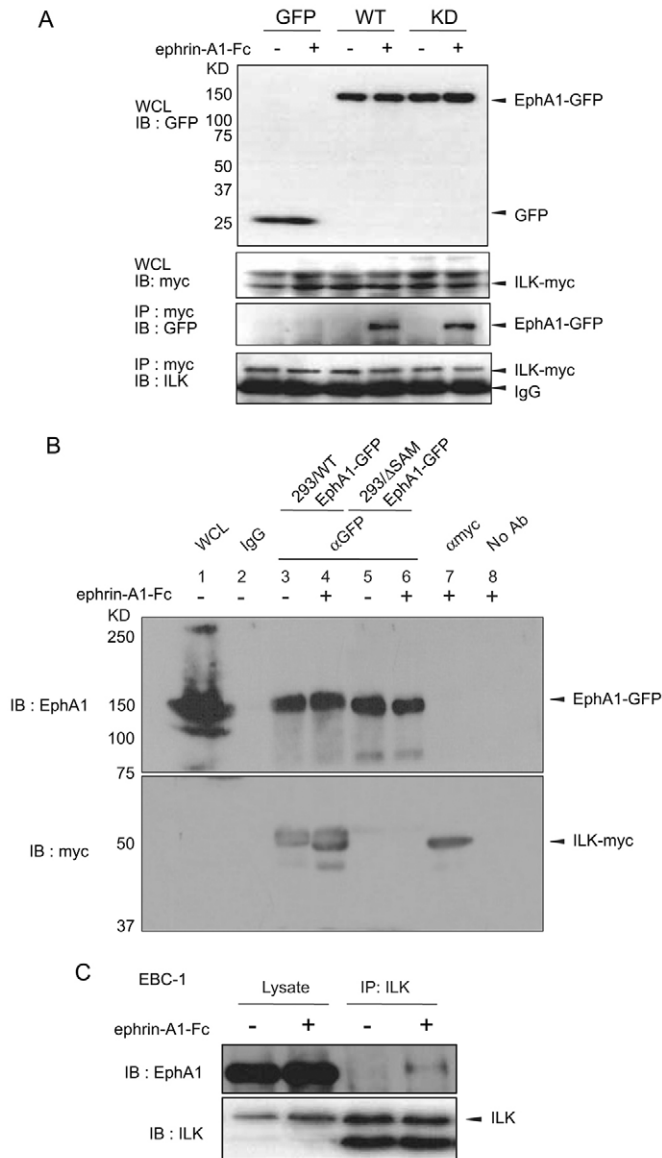 A
GFP WT KD
ephrin-A1-Fc - + - + - +
KD
WCL
IB : GFP
150
100
75
50
37
25
EphA1-GFP
GFP
WCL
IB: myc
ILK-myc
IP : myc
IB : GFP
EphA1-GFP
IP : myc
IB : ILK
ILK-myc
IgG
B
293/WT
EphA1-GFP
293/ΔSAM
EphA1-GFP
WCL IgG αGFP αmyc No Ab
1 2 3 4 5 6 7 8
ephrin-A1-Fc - - - + - + + +
KD
250
150
100
75
IB : EphA1
EphA1-GFP
50
37
IB : myc
ILK-myc
C
EBC-1
Lysate IP: ILK
ephrin-A1-Fc - + - +
IB : EphA1
IB : ILK
ILK